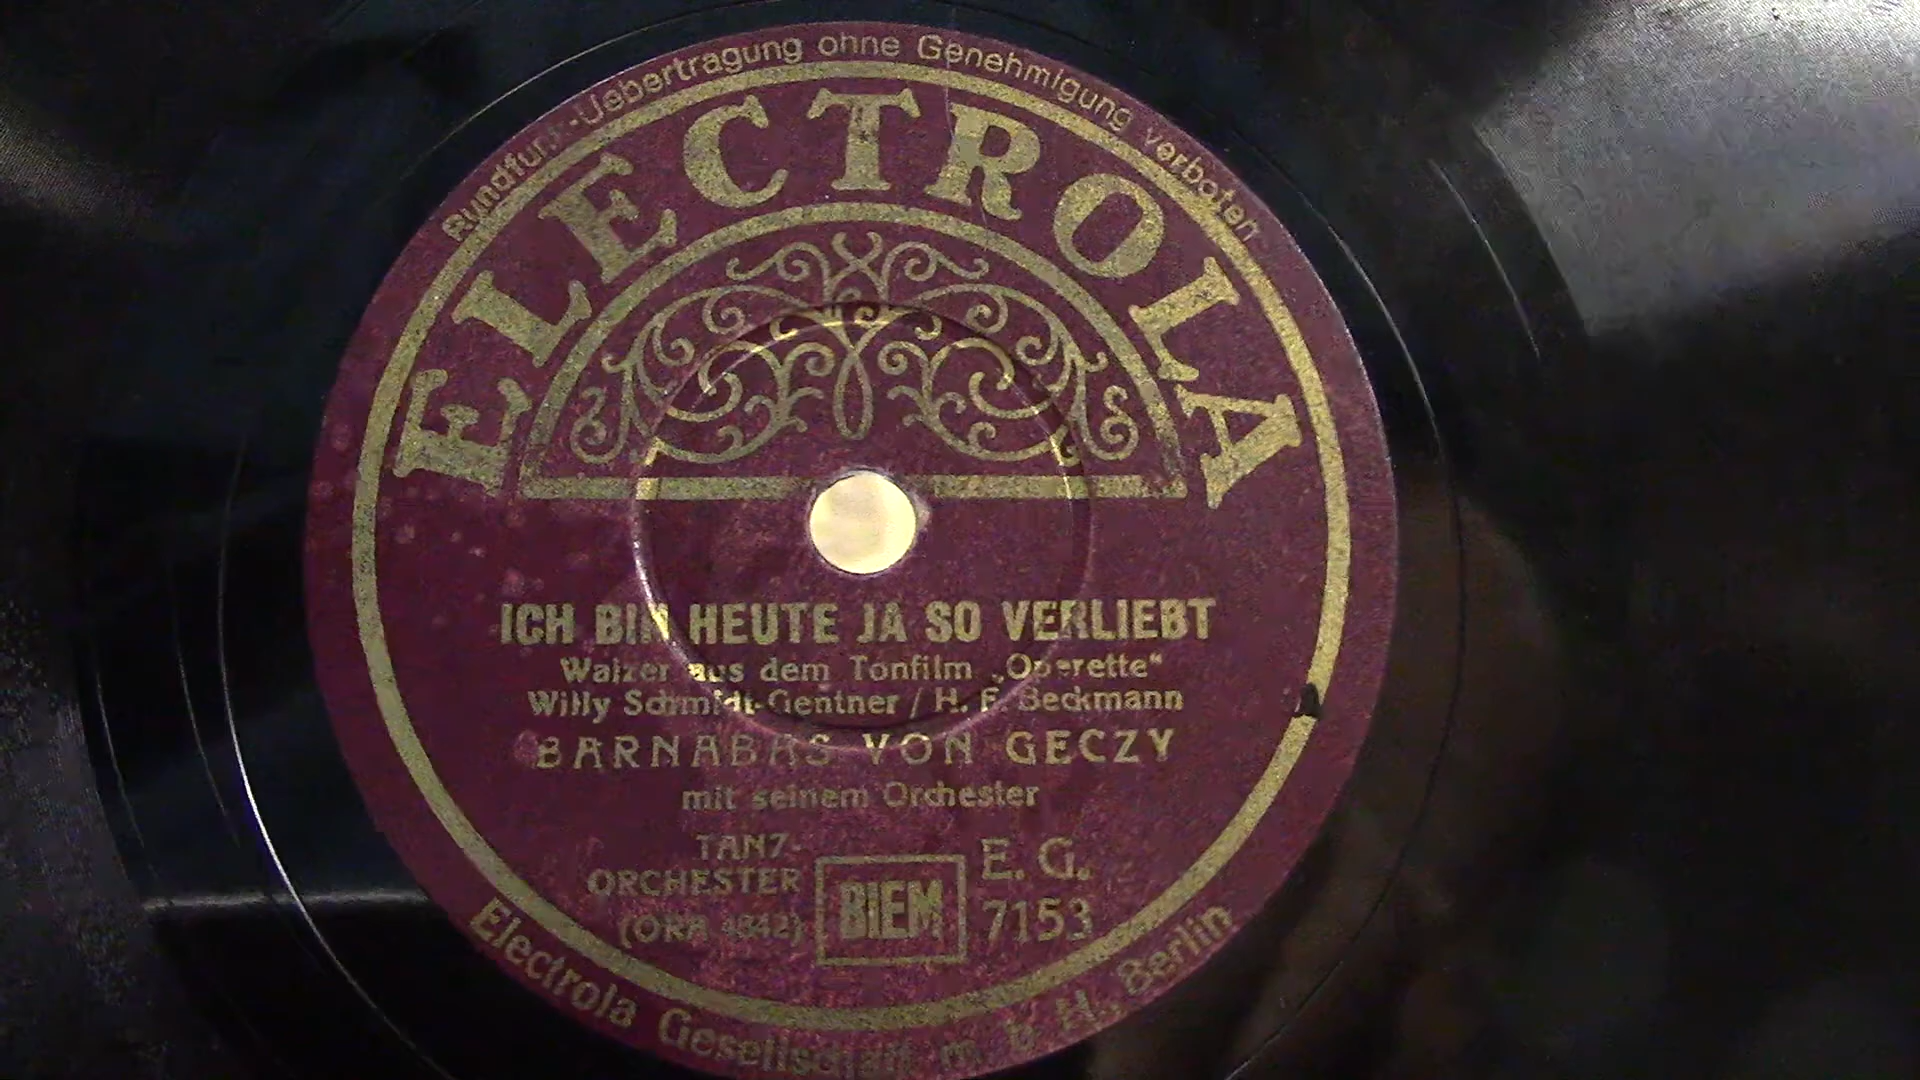 Rundfunk-Uebertragung ohne Genehmigung verboten
ELECTROLA
ICH BIN HEUTE JA SO VERLIEBT
Walzer aus dem Tonfilm „Operette“
Willy Schmidt-Gentner / H. F. Beckmann
BARNABAS VON GECZY
mit seinem Orchester
TANZ-
ORCHESTER
BIEM
E. G.
7153
Electrola Gesellschaft m. b. H. Berlin